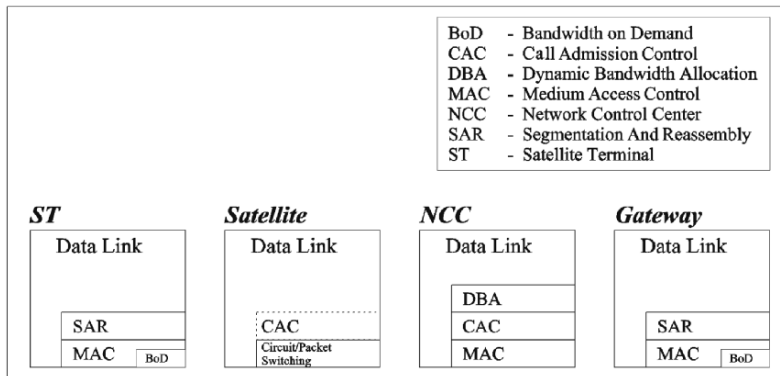 BoD - Bandwidth on Demand
CAC - Call Admission Control
DBA - Dynamic Bandwidth Allocation
MAC - Medium Access Control
NCC - Network Control Center
SAR - Segmentation And Reassembly
ST - Satellite Terminal
ST
Data Link
SAR
MAC
BoD
Satellite
Data Link
CAC
Circuit/Packet
Switching
NCC
Data Link
DBA
CAC
MAC
Gateway
Data Link
SAR
MAC
BoD